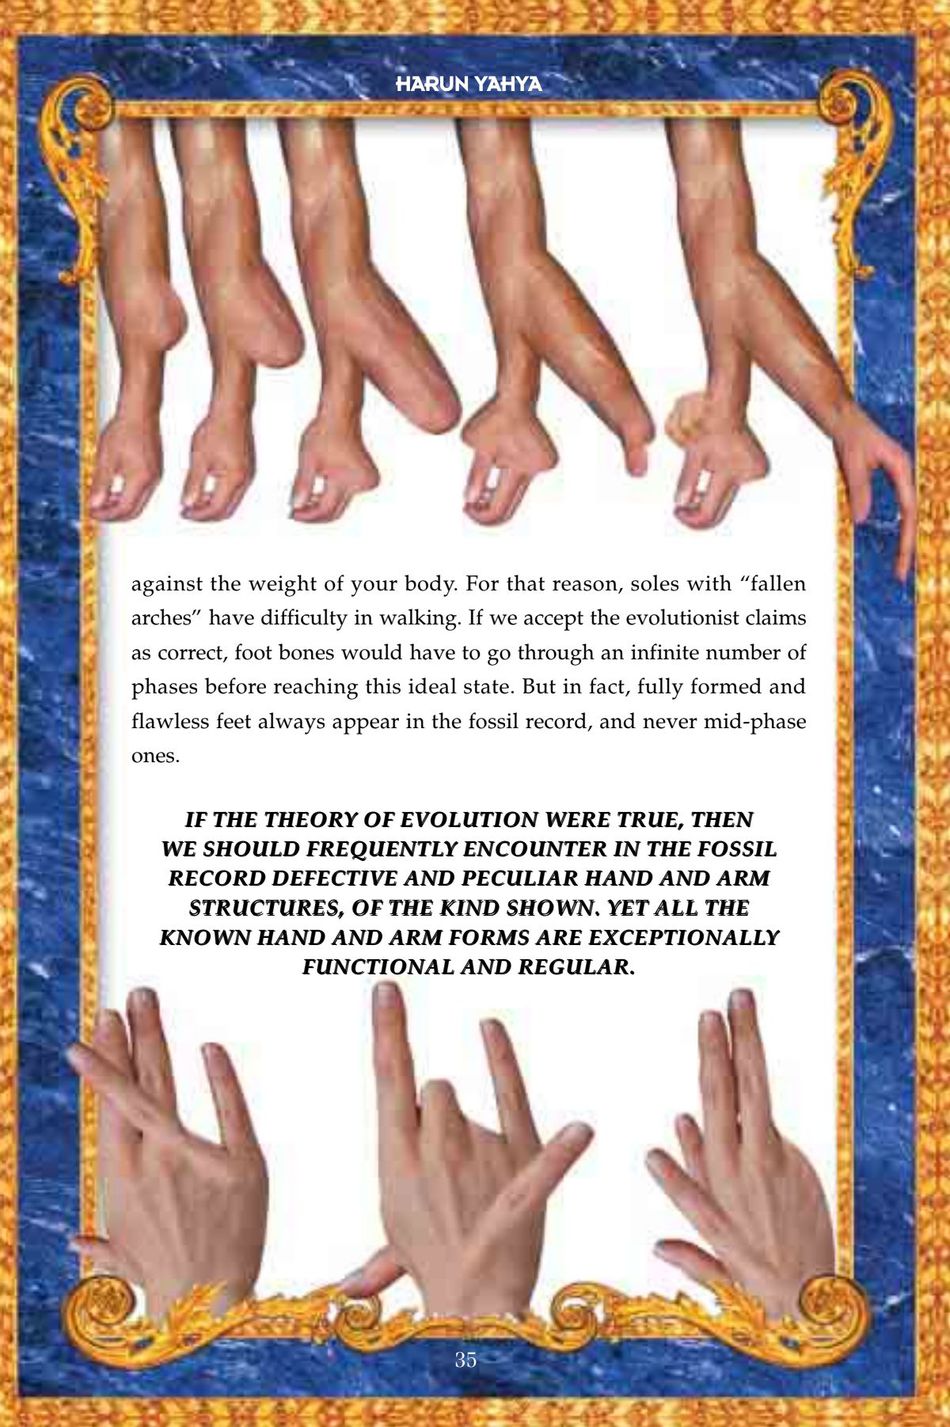 HARUN YAHYA
against the weight of your body. For that reason, soles with “fallen
arches” have difficulty in walking. If we accept the evolutionist claims
as correct, foot bones would have to go through an infinite number of
phases before reaching this ideal state. But in fact, fully formed and
flawless feet always appear in the fossil record, and never mid-phase
ones.
IF THE THEORY OF EVOLUTION WERE TRUE, THEN
WE SHOULD FREQUENTLY ENCOUNTER IN THE FOSSIL
RECORD DEFECTIVE AND PECULIAR HAND AND ARM
STRUCTURES, OF THE KIND SHOWN. YET ALL THE
KNOWN HAND AND ARM FORMS ARE EXCEPTIONALLY
FUNCTIONAL AND REGULAR.
35